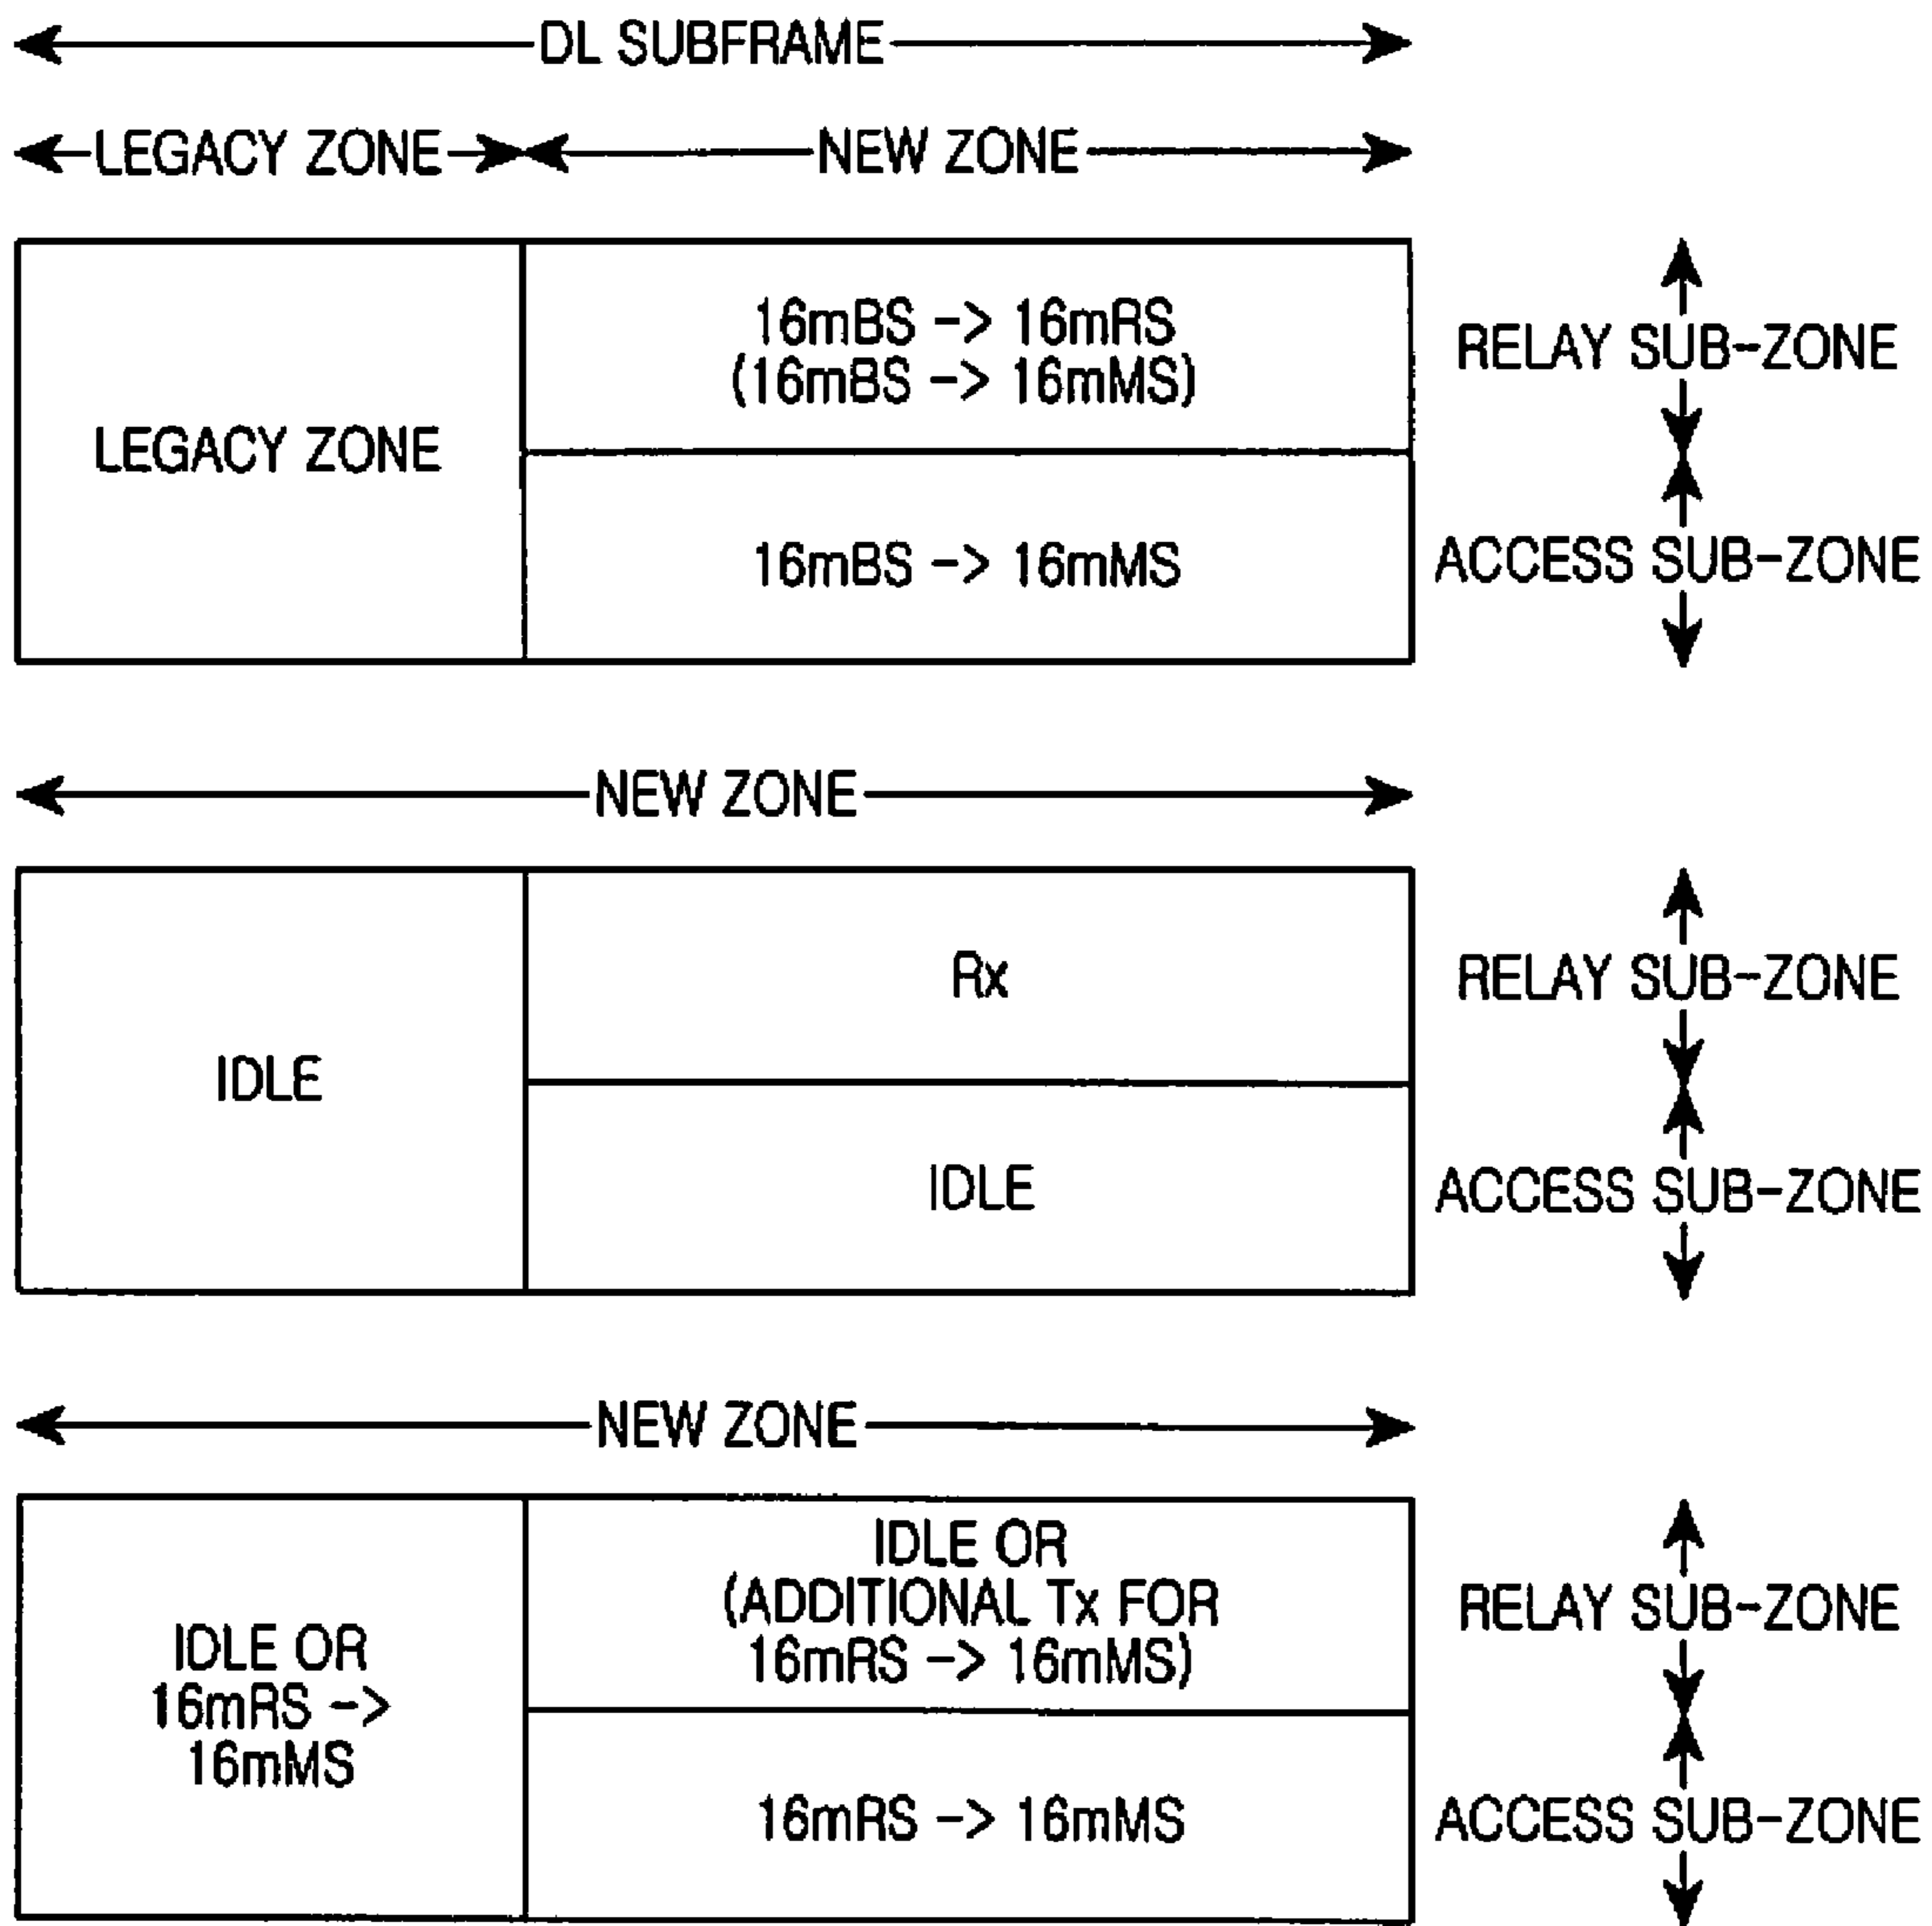 DL SUBFRAME
LEGACY ZONE
NEW ZONE
LEGACY ZONE
16mBS -> 16mRS
(16mBS -> 16mMS)
16mBS -> 16mMS
RELAY SUB-ZONE
ACCESS SUB-ZONE
NEW ZONE
IDLE
Rx
IDLE
RELAY SUB-ZONE
ACCESS SUB-ZONE
NEW ZONE
IDLE OR
16mRS ->
16mMS
IDLE OR
(ADDITIONAL Tx FOR
16mRS -> 16mMS)
16mRS -> 16mMS
RELAY SUB-ZONE
ACCESS SUB-ZONE